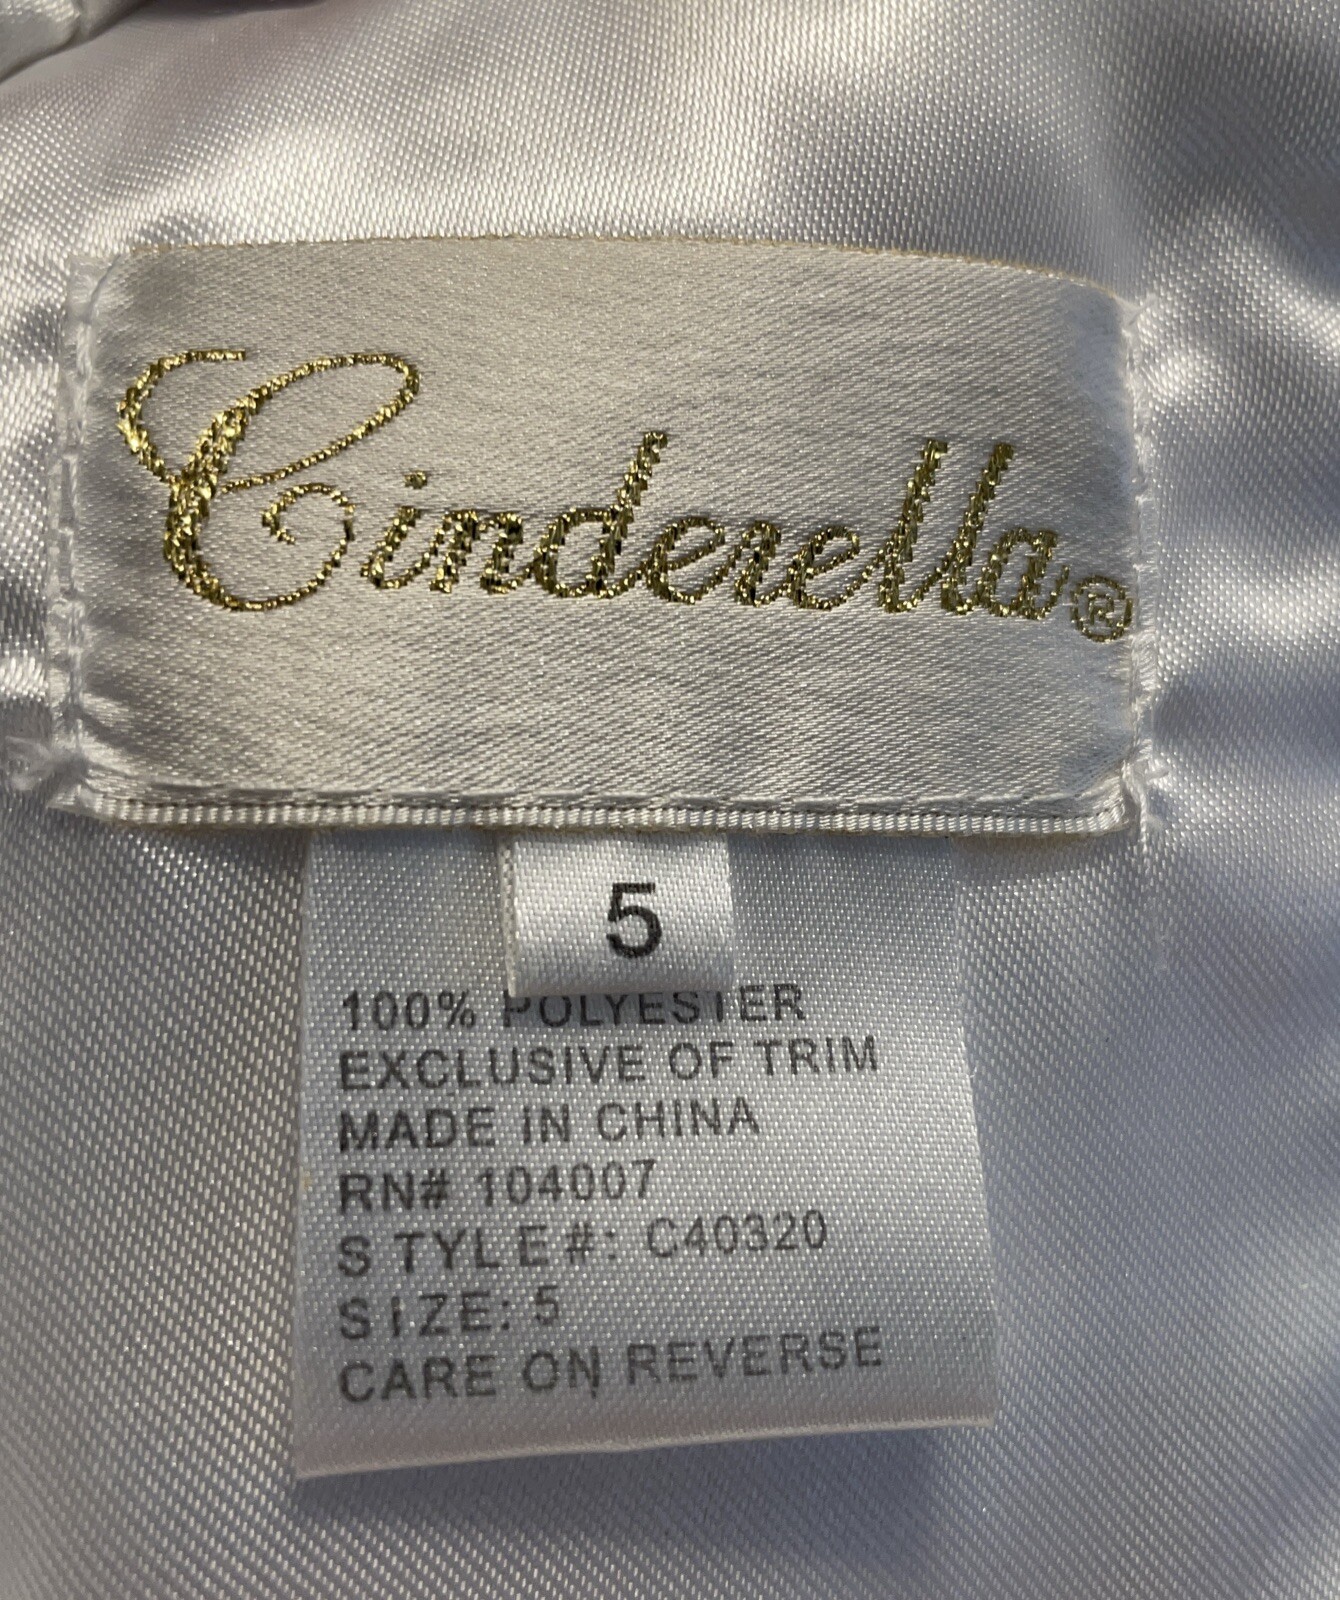 Cinderella®
5
100% POLYESTER
EXCLUSIVE OF TRIM
MADE IN CHINA
RN# 104007
STYLE#: C40320
SIZE: 5
CARE ON REVERSE